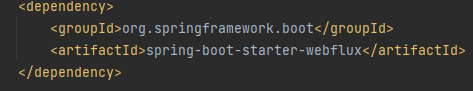 <dependency>
<groupId>org.springframework.boot</groupId>
<artifactId>spring-boot-starter-webflux</artifactId>
</dependency>